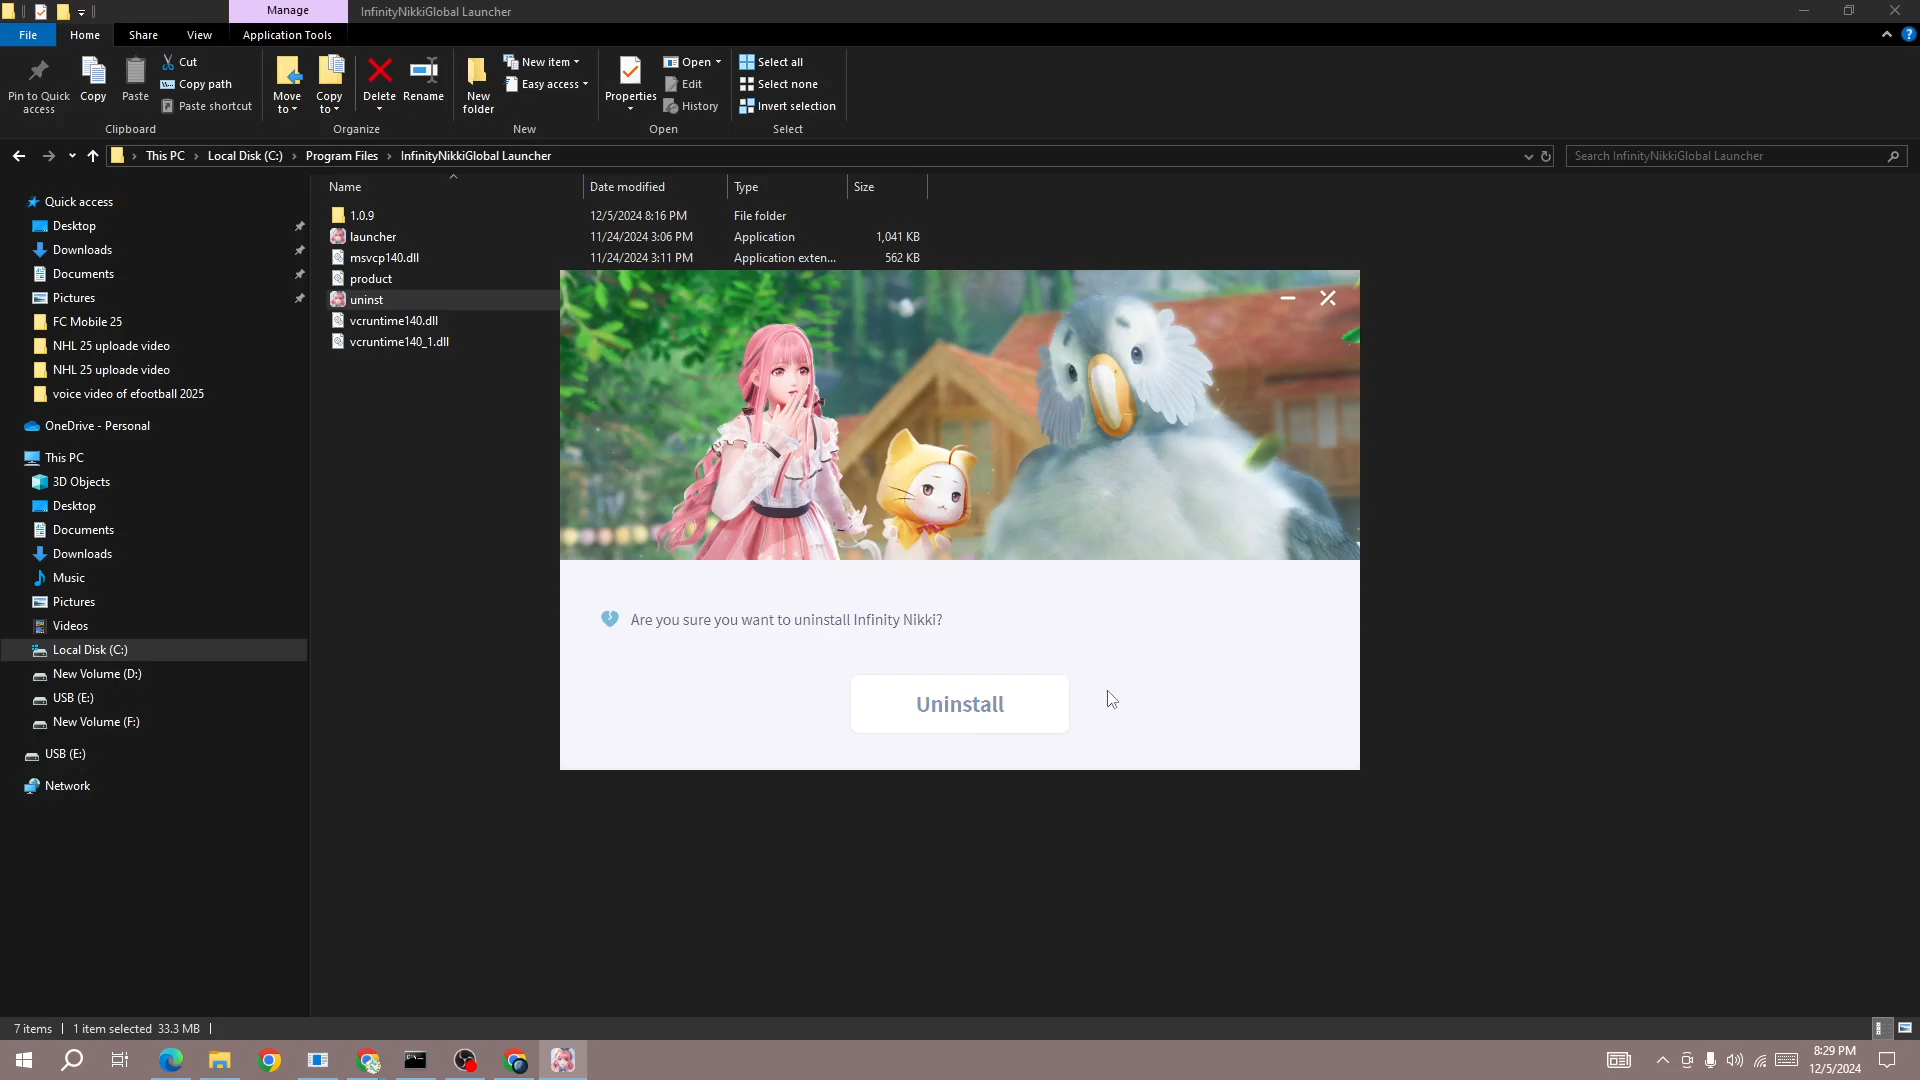 Manage
InfinityNikkiGlobal Launcher
File
Home
Share
View
Application Tools
Pin to Quick access
Copy
Paste
Cut
Copy path
Paste shortcut
Clipboard
Move to
Copy to
Delete
Rename
Organize
New folder
New item
Easy access
New
Properties
Open
Edit
History
Open
Select all
Select none
Invert selection
Select
This PC
Local Disk (C:)
Program Files
InfinityNikkiGlobal Launcher
Search InfinityNikkiGlobal Launcher
Name
Date modified
Type
Size
1.0.9
12/5/2024 8:16 PM
File folder
launcher
11/24/2024 3:06 PM
Application
1,041 KB
msvcp140.dll
11/24/2024 3:11 PM
Application exten...
562 KB
product
uninst
vcruntime140.dll
vcruntime140_1.dll
Quick access
Desktop
Downloads
Documents
Pictures
FC Mobile 25
NHL 25 uploade video
NHL 25 uploade video
voice video of efootball 2025
OneDrive - Personal
This PC
3D Objects
Desktop
Documents
Downloads
Music
Pictures
Videos
Local Disk (C:)
New Volume (D:)
USB (E:)
New Volume (F:)
USB (E:)
Network
Are you sure you want to uninstall Infinity Nikki?
Uninstall
7 items
1 item selected 33.3 MB
8:29 PM
12/5/2024